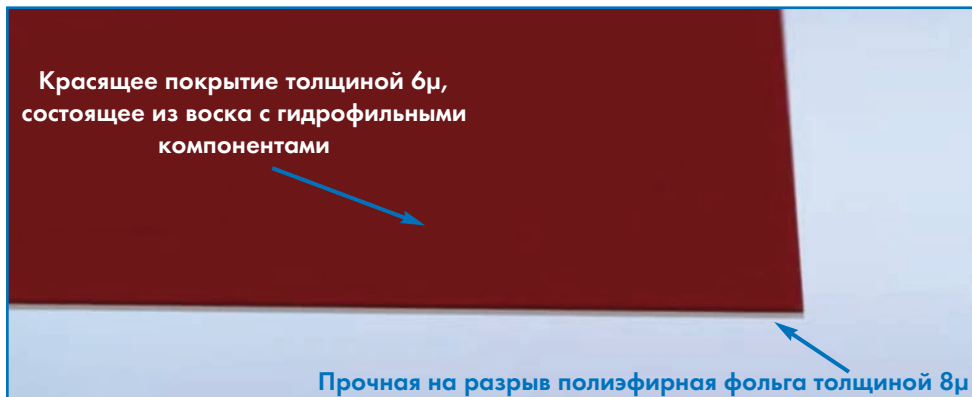 Красящее покрытие толщиной 6µ,
состоящее из воска с гидрофильными
компонентами
Прочная на разрыв полиэфирная фольга толщиной 8µ